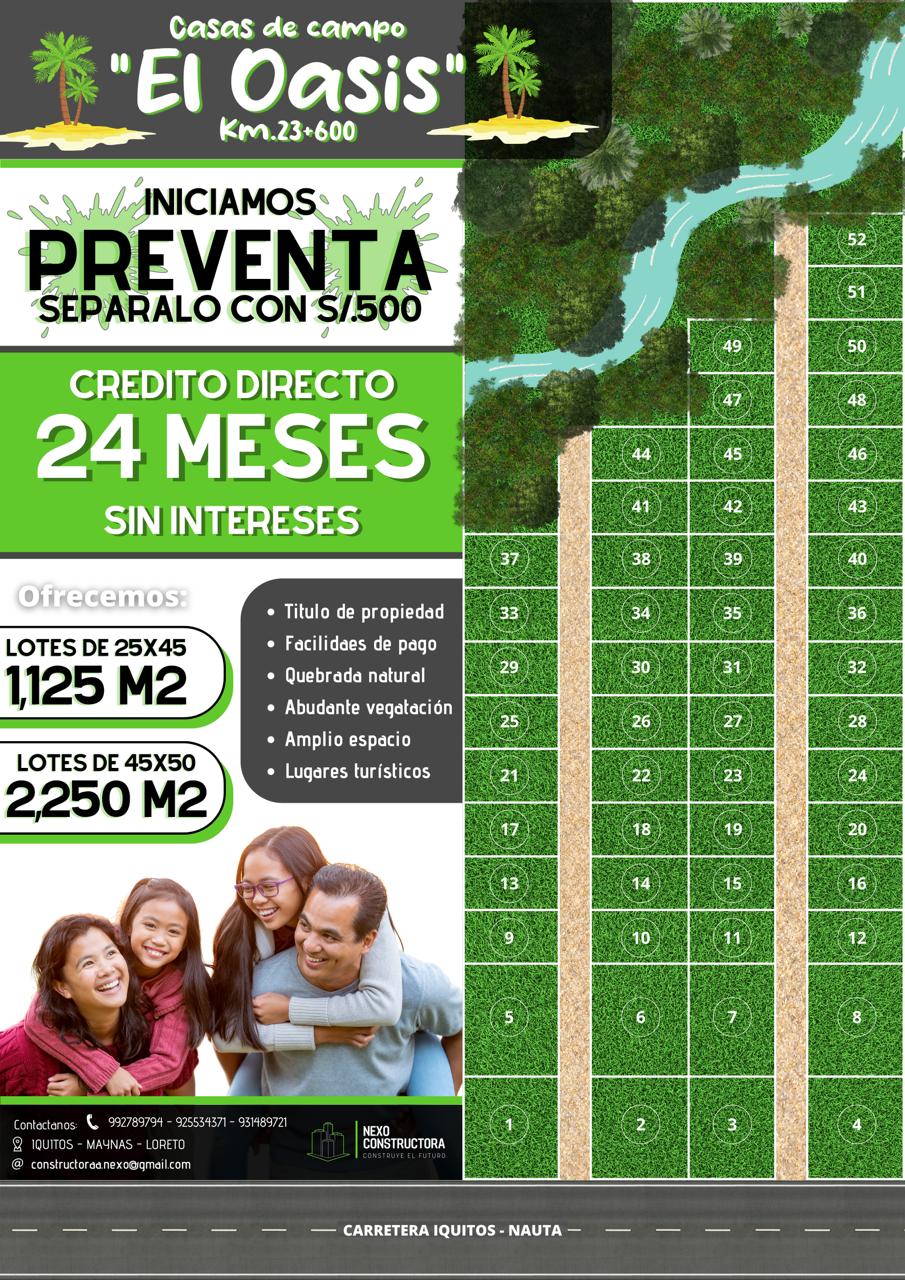 Casas de campo
"El Oasis"
Km.23+600
INICIAMOS
PREVENTA
SEPARALO CON S/.500
CREDITO DIRECTO
24 MESES
SIN INTERESES
Ofrecemos:
LOTES DE 25X45
1,125 M2
LOTES DE 45X50
2,250 M2
• Titulo de propiedad
• Facilidaes de pago
• Quebrada natural
• Abudante vegatación
• Amplio espacio
• Lugares turísticos
Contactanos: 992789794 - 925534371 - 931489721
IQUITOS - MAYNAS - LORETO
@ constructoraa.nexo@gmail.com
NEXO
CONSTRUCTORA
CONSTRUYE EL FUTURO
52
51
49 50
47 48
44 45 46
41 42 43
37 38 39 40
33 34 35 36
29 30 31 32
25 26 27 28
21 22 23 24
17 18 19 20
13 14 15 16
9 10 11 12
5 6 7 8
1 2 3 4
CARRETERA IQUITOS - NAUTA